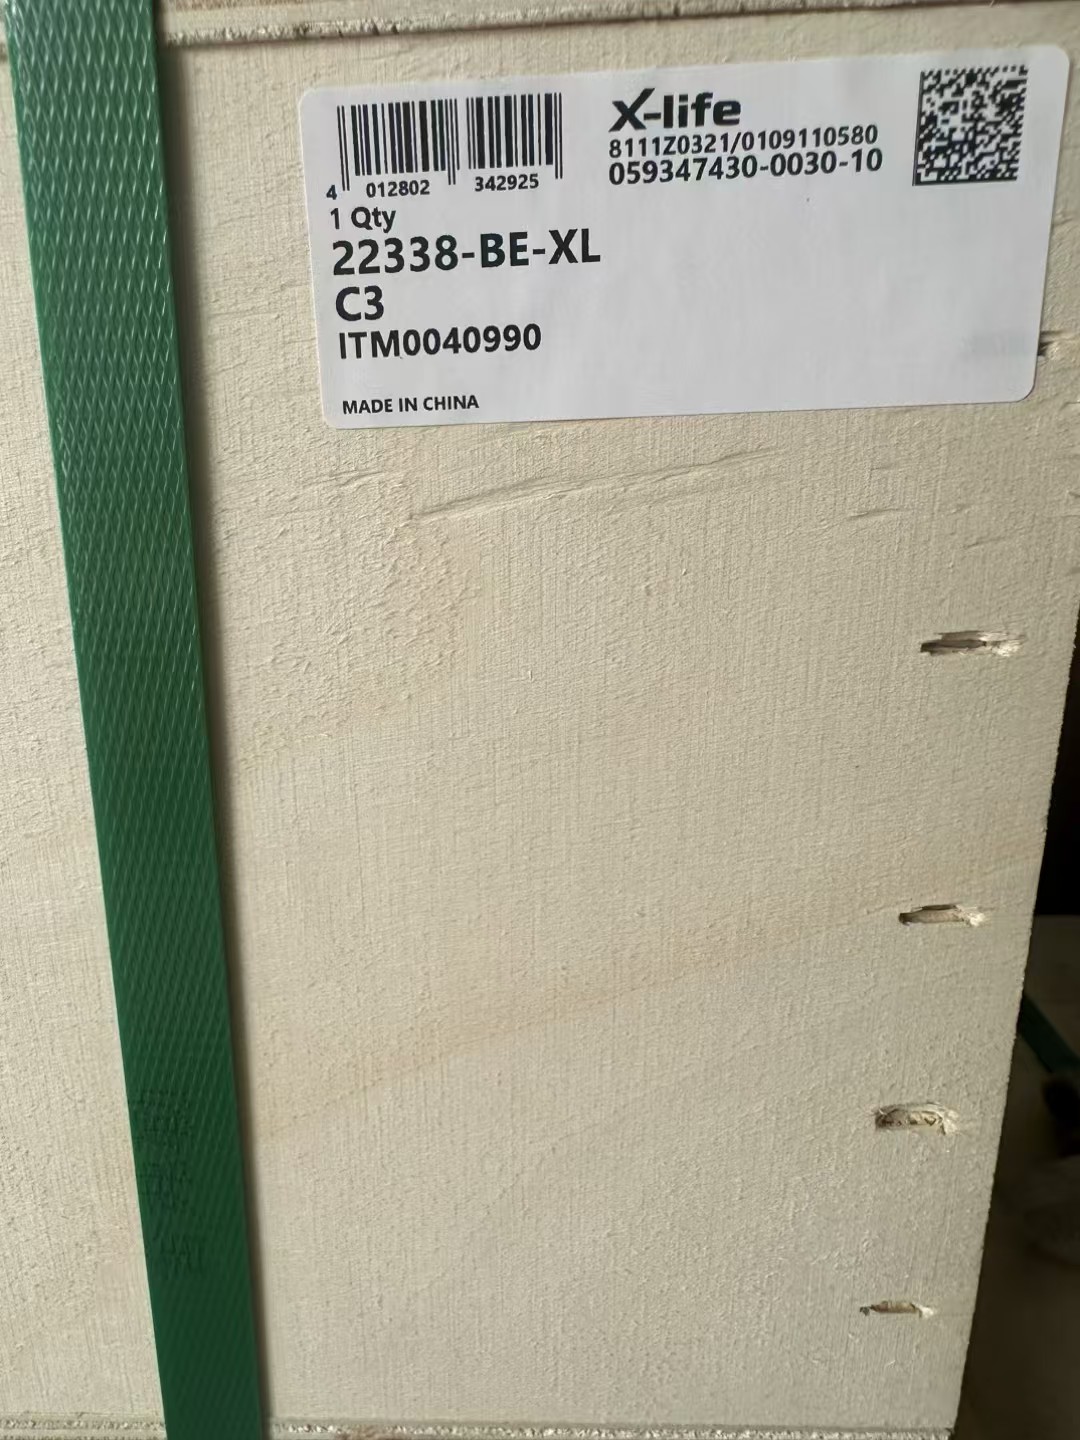 X-life
8111Z0321/0109110580
059347430-0030-10
4 012802 342925
1 Qty
22338-BE-XL
C3
ITM0040990
MADE IN CHINA